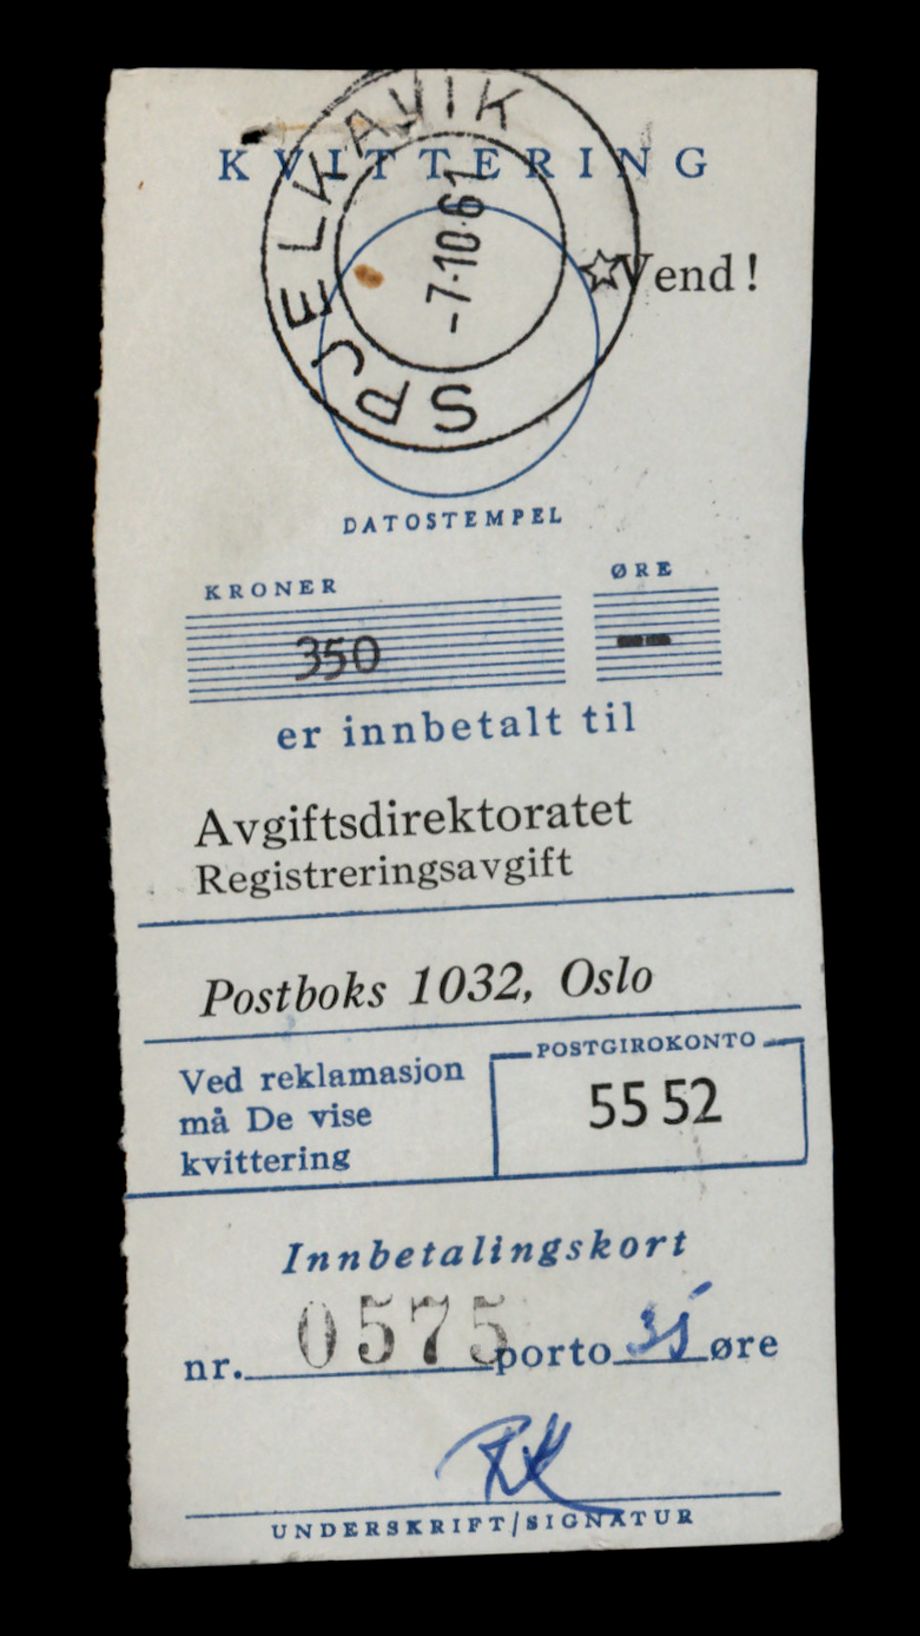 KVITTERING
SPJELKAVIK
-7.10.61
Vend!
DATOSTEMPEL
KRONER ØRE
350 --
er innbetalt til
Avgiftsdirektoratet
Registreringsavgift
Postboks 1032, Oslo
Ved reklamasjon
må De vise
kvittering
POSTGIROKONTO
55 52
Innbetalingskort
nr. 0575 porto 35 øre
UNDERSKRIFT/SIGNATUR